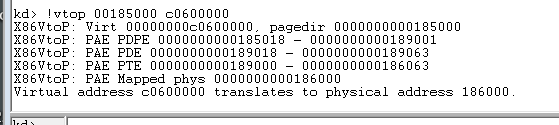 kd> !vtop 00185000 c0600000
X86VtoP: Virt 00000000c0600000, pagedir 0000000000185000
X86VtoP: PAE PDPE 0000000000185018 - 0000000000189001
X86VtoP: PAE PDE 0000000000189018 - 0000000000189063
X86VtoP: PAE PTE 0000000000189000 - 0000000000186063
X86VtoP: PAE Mapped phys 0000000000186000
Virtual address c0600000 translates to physical address 186000.
kd>